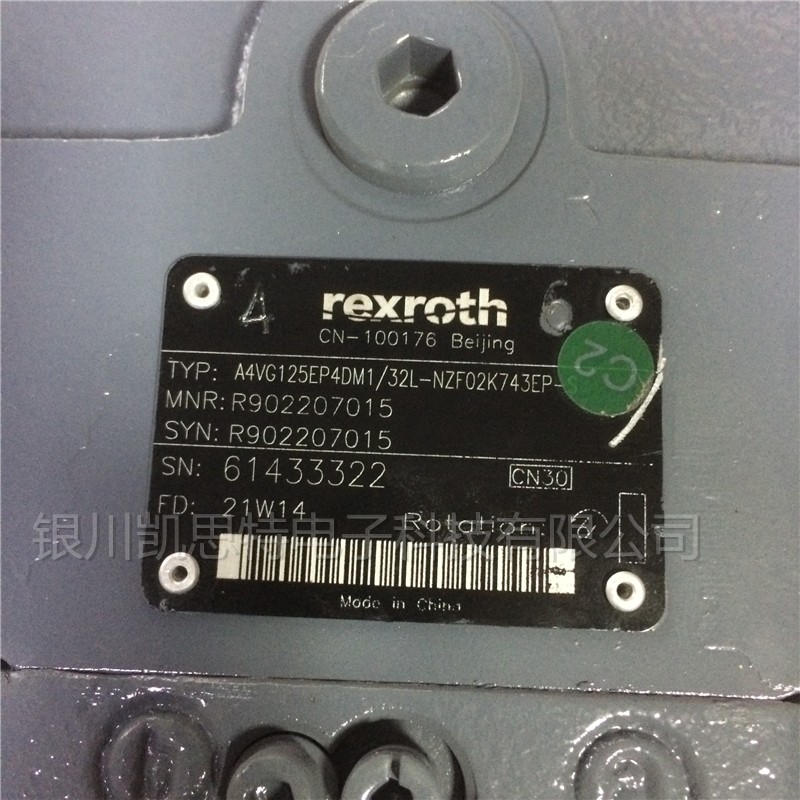 4 rexroth 6
CN-100176 Beijing
C2
TYP: A4VG125EP4DM1/32L-NZF02K743EP-S
MNR: R902207015
SYN: R902207015
SN: 61433322
CN30
FD: 21W14
Rotation
银川凯思特电子科技有限公司
Made in China